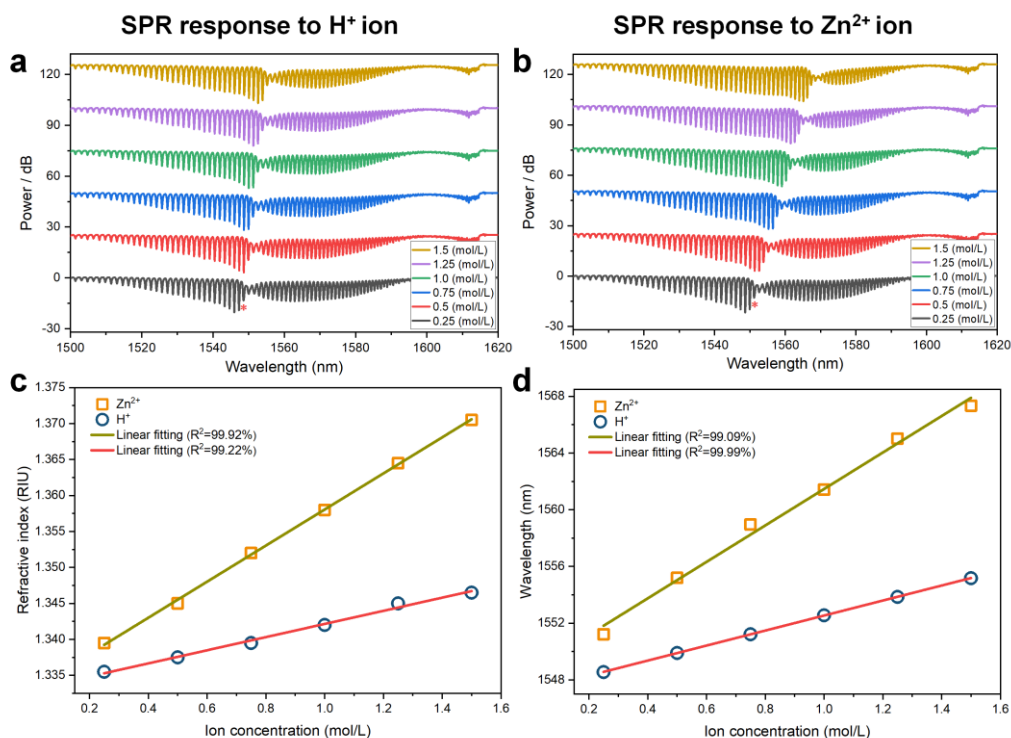 SPR response to H⁺ ion
SPR response to Zn²⁺ ion
a
120
90
60
30
0
-30
Power / dB
1.5 (mol/L)
1.25 (mol/L)
1.0 (mol/L)
0.75 (mol/L)
0.5 (mol/L)
0.25 (mol/L)
*
1500 1520 1540 1560 1580 1600 1620
Wavelength (nm)
b
120
90
60
30
0
-30
Power / dB
1.5 (mol/L)
1.25 (mol/L)
1.0 (mol/L)
0.75 (mol/L)
0.5 (mol/L)
0.25 (mol/L)
*
1500 1520 1540 1560 1580 1600 1620
Wavelength (nm)
c
1.375
1.370
1.365
1.360
1.355
1.350
1.345
1.340
1.335
Refractive index (RIU)
Zn²⁺
H⁺
Linear fitting (R²=99.92%)
Linear fitting (R²=99.22%)
0.2 0.4 0.6 0.8 1.0 1.2 1.4 1.6
Ion concentration (mol/L)
d
1568
1564
1560
1556
1552
1548
Wavelength (nm)
Zn²⁺
H⁺
Linear fitting (R²=99.09%)
Linear fitting (R²=99.99%)
0.2 0.4 0.6 0.8 1.0 1.2 1.4 1.6
Ion concentration (mol/L)